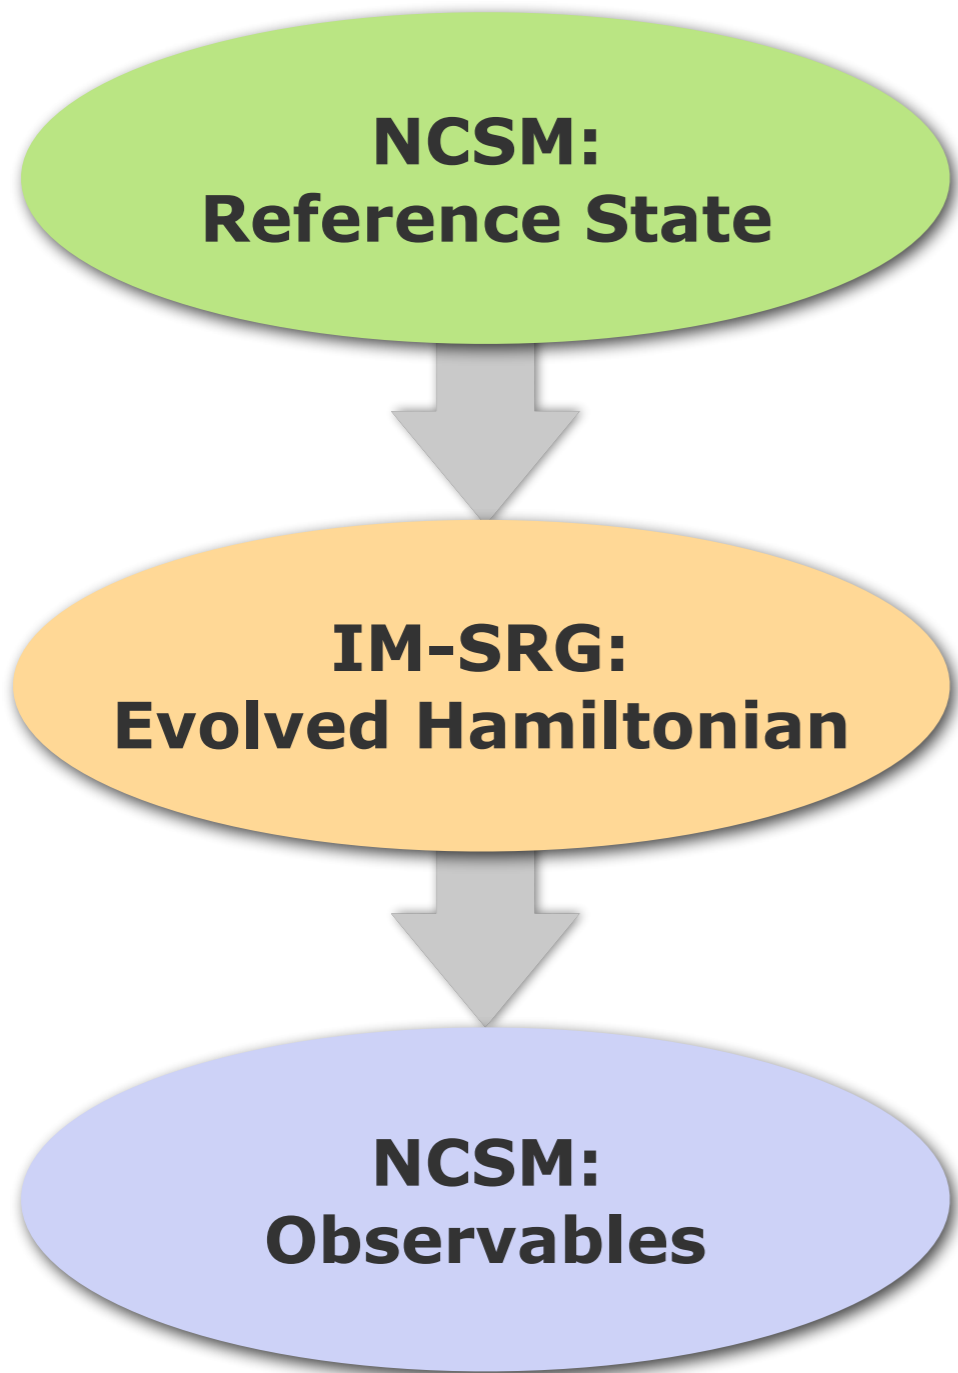 NCSM:
Reference State
IM-SRG:
Evolved Hamiltonian
NCSM:
Observables